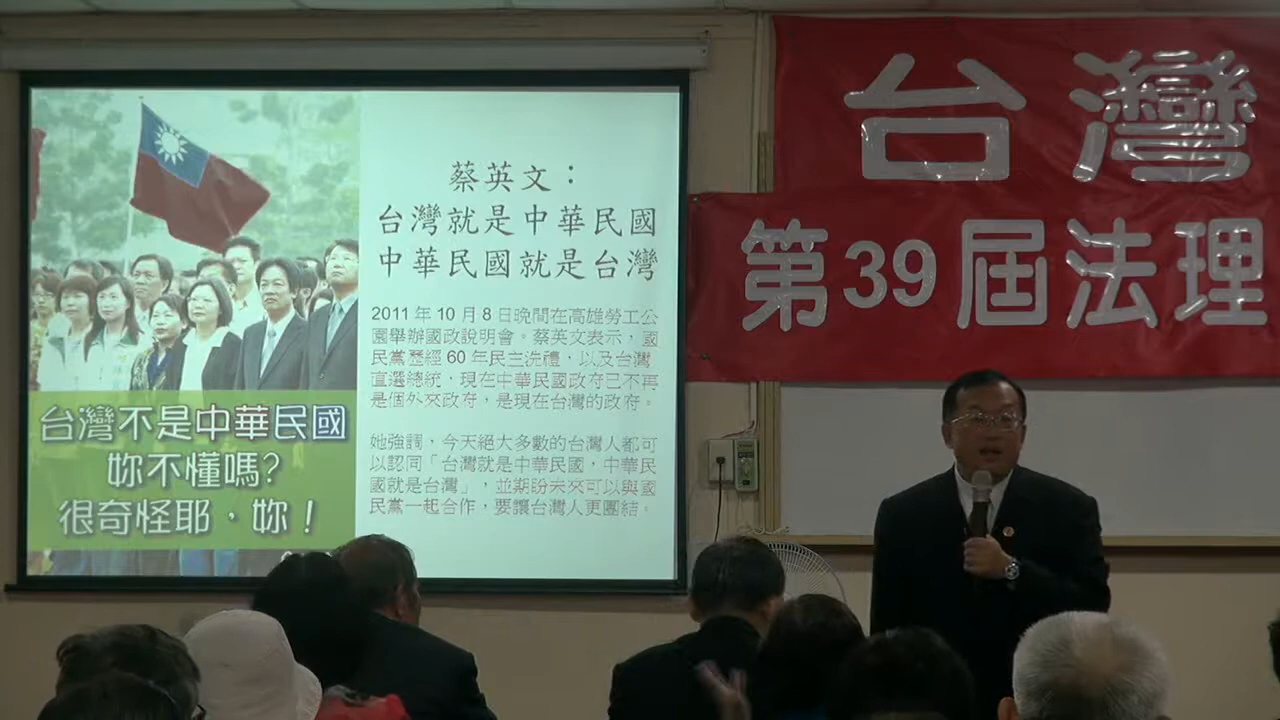 蔡英文：
台灣就是中華民國
中華民國就是台灣
2011 年 10 月 8 日晚間在高雄勞工公
園舉辦國政說明會。蔡英文表示，國
民黨歷經 60 年民主洗禮，以及台灣
直選總統，現在中華民國政府已不再
是個外來政府，是現在台灣的政府。
她強調，今天絕大多數的台灣人都可
以認同「台灣就是中華民國，中華民
國就是台灣」，並期盼未來可以與國
民黨一起合作，要讓台灣人更團結。
台灣不是中華民國
妳不懂嗎?
很奇怪耶，妳！
台灣
第39屆法理